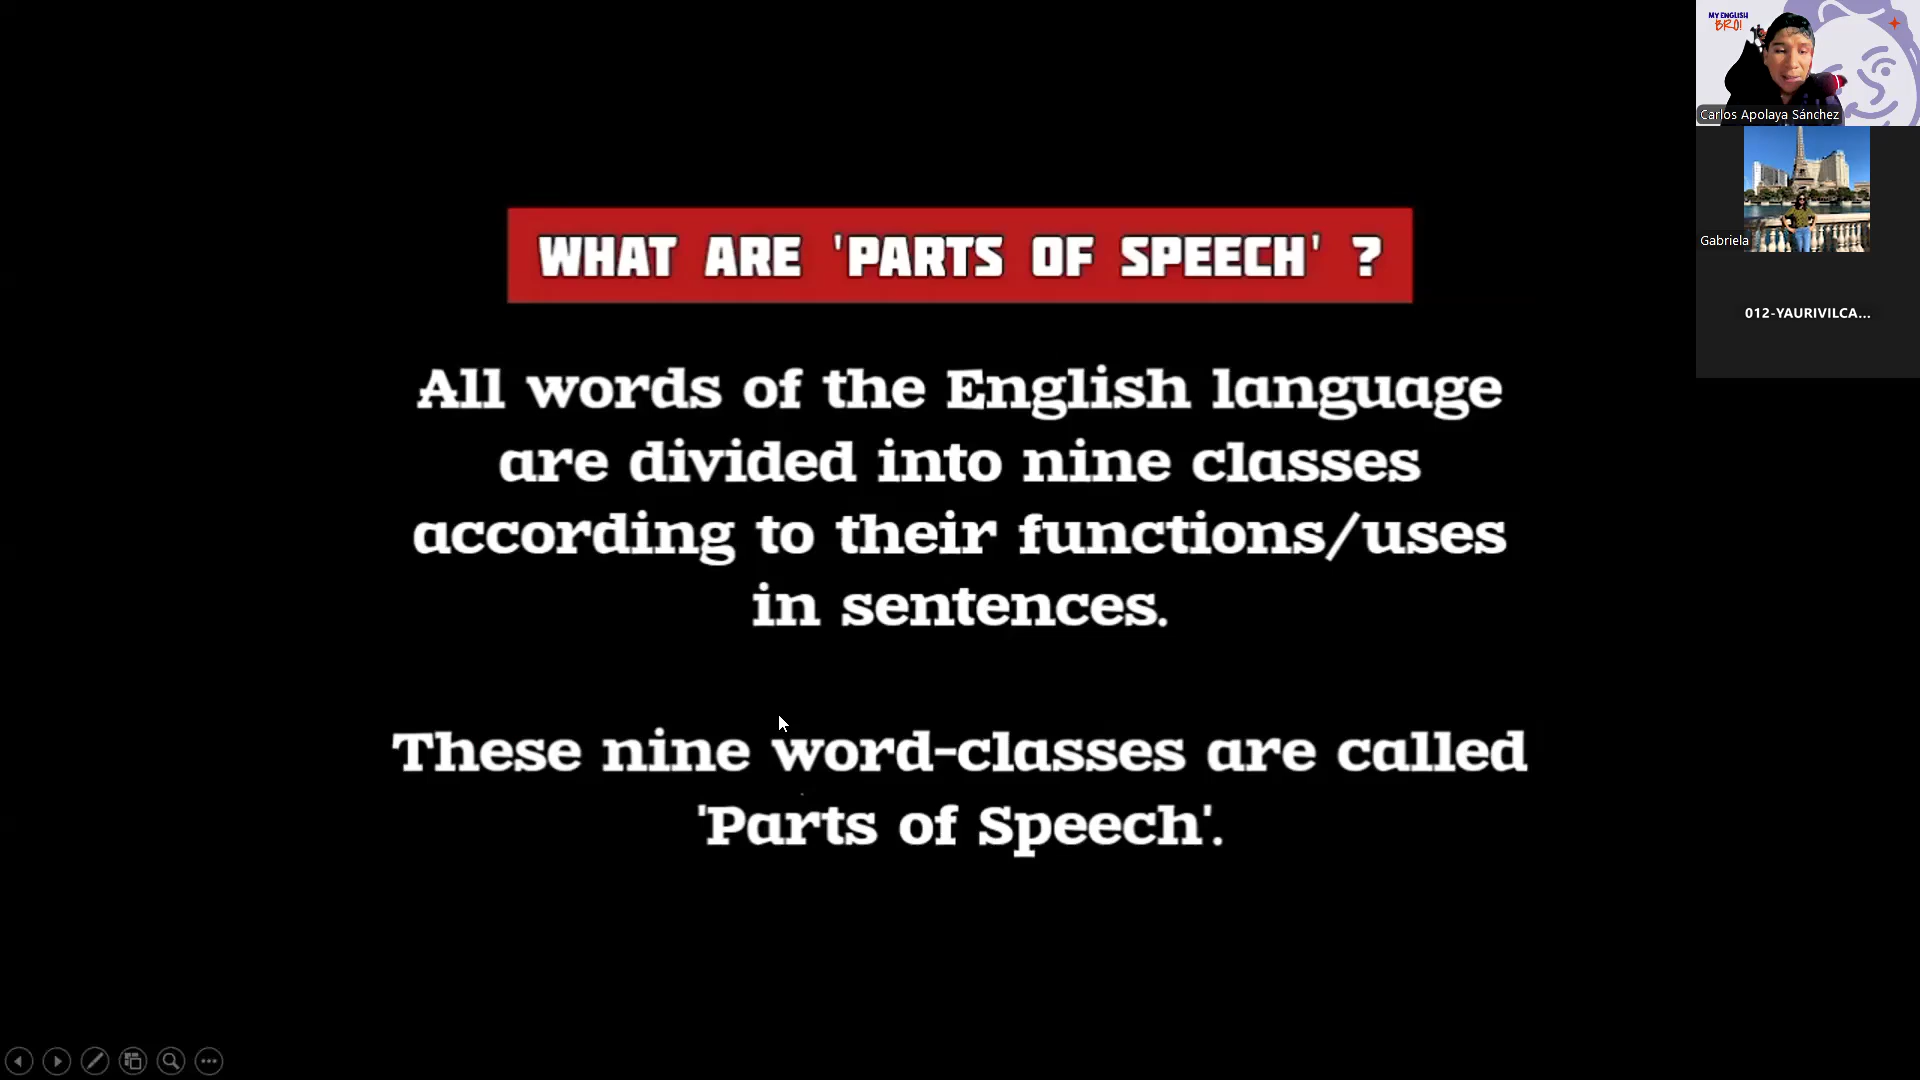 WHAT ARE 'PARTS OF SPEECH' ?
All words of the English language
are divided into nine classes
according to their functions/uses
in sentences.
These nine word-classes are called
'Parts of Speech'.
MY ENGLISH
BRO!
Carlos Apolaya Sánchez
Gabriela
012-YAURIVILCA...